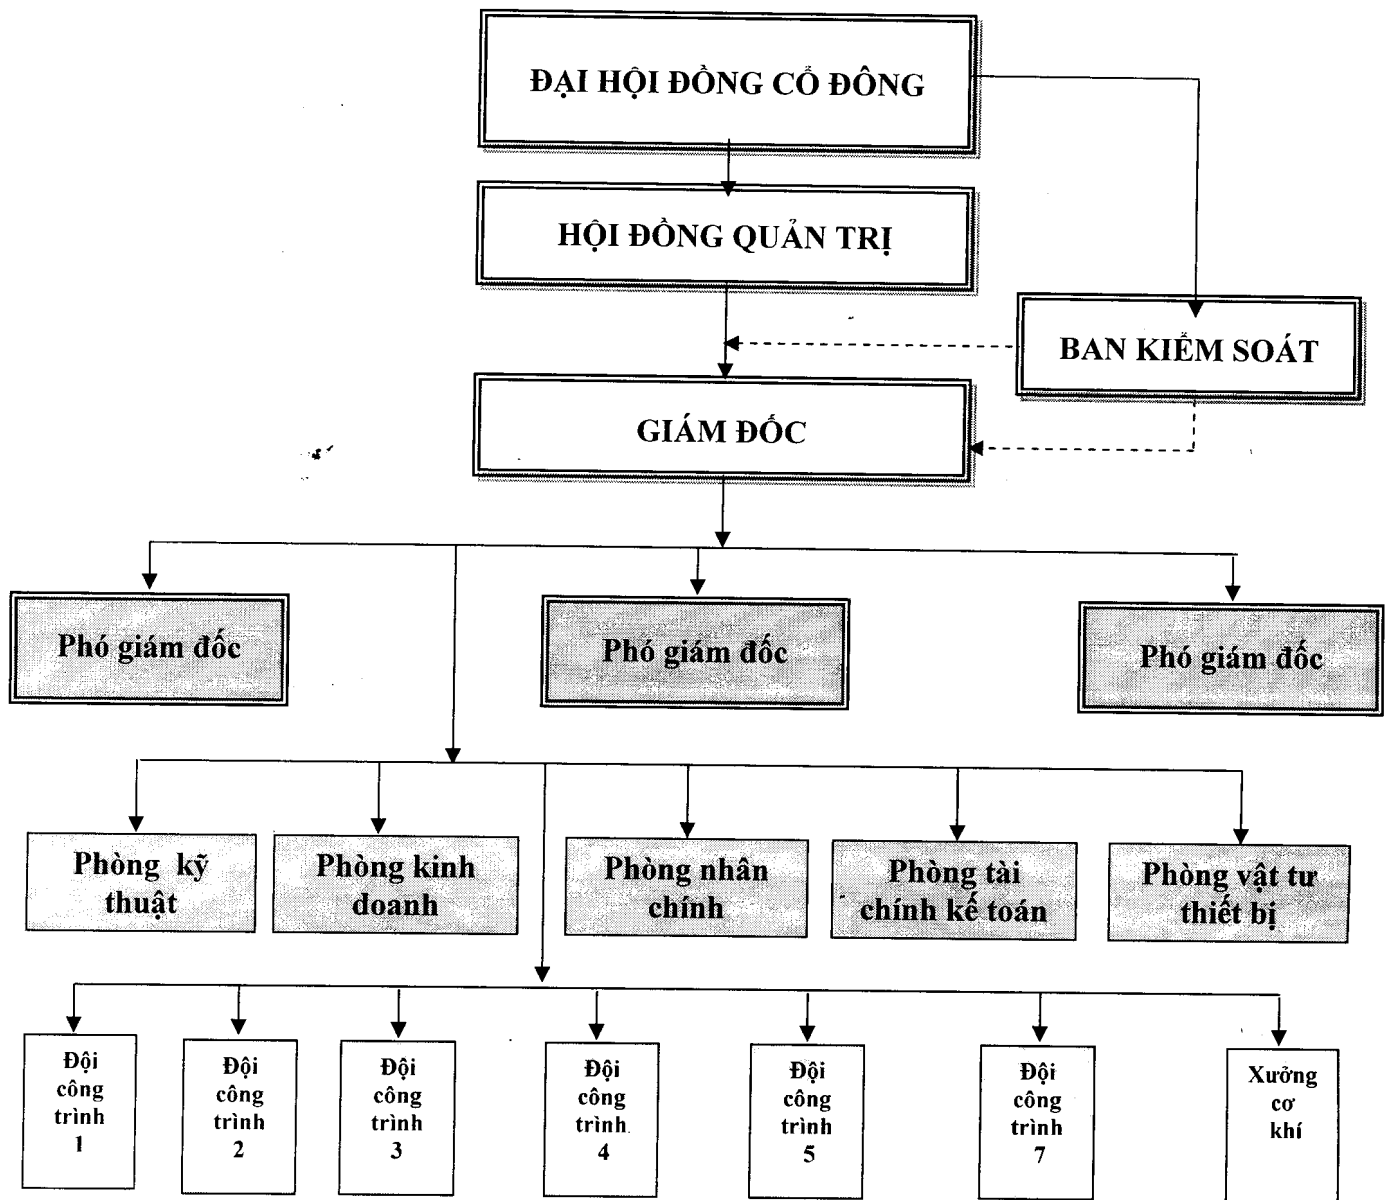 ĐẠI HỘI ĐỒNG CỔ ĐÔNG
HỘI ĐỒNG QUẢN TRỊ
BAN KIỂM SOÁT
GIÁM ĐỐC
Phó giám đốc
Phó giám đốc
Phó giám đốc
Phòng kỹ
thuật
Phòng kinh
doanh
Phòng nhân
chính
Phòng tài
chính kế toán
Phòng vật tư
thiết bị
Đội
công
trình
1
Đội
công
trình
2
Đội
công
trình
3
Đội
công
trình
4
Đội
công
trình
5
Đội
công
trình
7
Xưởng
cơ
khí